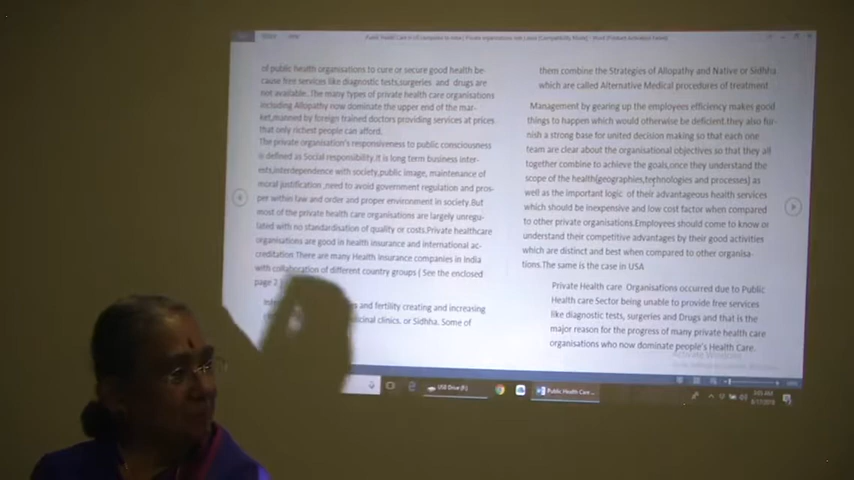 Public Health Care
of public health organisations to cure or secure good health be-
cause free services like diagnostic tests,surgeries and drugs are
not available.The many types of private health care organisations
including Allopathy now dominate the upper end of the mar-
ket,manned by foreign trained doctors providing services at prices
that only richest people can afford.
The private organisation's responsiveness to public consciousness
is defined as Social responsibility.It is long term business inter-
ests,interdependence with society,public image, maintenance of
moral justification ,need to avoid government regulation and pros-
per within law and order and proper environment in society.But
most of the private health care organisations are largely unregu-
lated with no standardisation of quality or costs.Private healthcare
organisations are good in health insurance and international ac-
creditation.There are many Health insurance companies in India
with collaboration of different country groups ( See the enclosed
page 2 )
and fertility creating and increasing
clinics, or Sidhha. Some of
them combine the Strategies of Allopathy and Native or Sidhha
which are called Alternative Medical procedures of treatment
Management by gearing up the employees efficiency makes good
things to happen which would otherwise be deficient.they also fur-
nish a strong base for united decision making so that each one
team are clear about the organisational objectives so that they all
together combine to achieve the goals,once they understand the
scope of the health[geographies,technologies and processes] as
well as the important logic of their advantageous health services
which should be inexpensive and low cost factor when compared
to other private organisations.Employees should come to know or
understand their competitive advantages by their good activities
which are distinct and best when compared to other organisa-
tions.The same is the case in USA
Private Health care Organisations occurred due to Public
Health care Sector being unable to provide free services
like diagnostic tests, surgeries and Drugs and that is the
major reason for the progress of many private health care
organisations who now dominate people's Health Care.
Activate Windows
USB Drive (F:)
Public Health Care ...